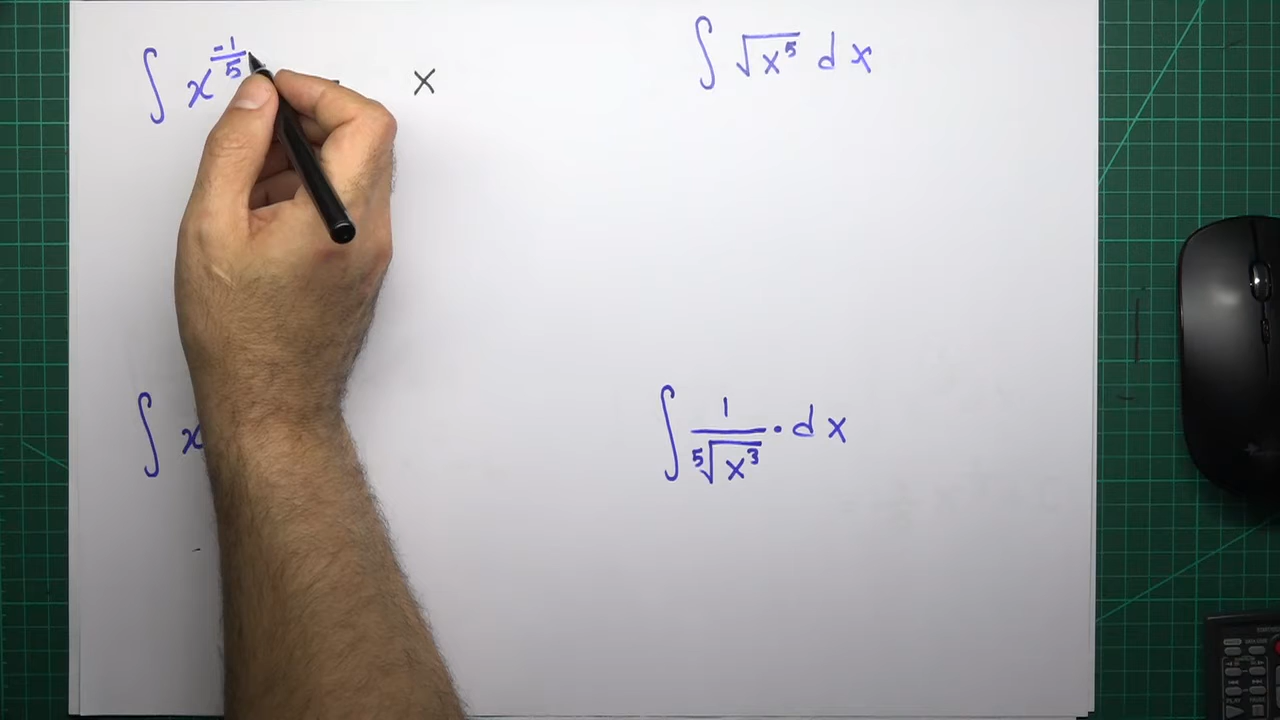 ∫ x^(-1/5) x
∫ √x⁵ dx
∫ x
∫ 1/⁵√x³ · dx